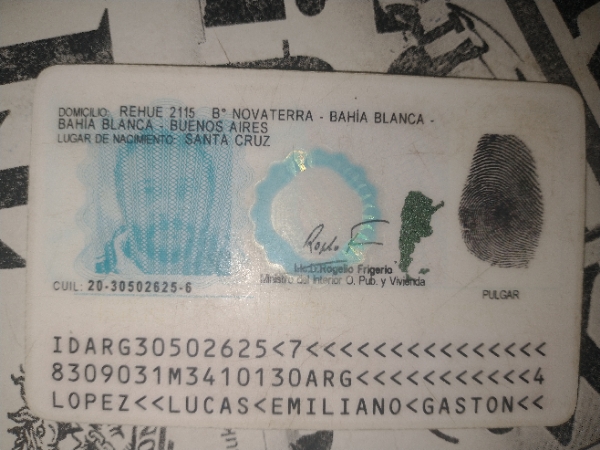 DOMICILIO: REHUE 2115 Bº NOVATERRA - BAHÍA BLANCA -
BAHÍA BLANCA - BUENOS AIRES
LUGAR DE NACIMIENTO: SANTA CRUZ
Lic. Rogelio Frigerio
Ministro del Interior O. Pub. y Vivienda
CUIL: 20-30502625-6
PULGAR
IDARG30502625<7<<<<<<<<<<<<<<<
8309031M3410130ARG<<<<<<<<<<<4
LOPEZ<<LUCAS<EMILIANO<GASTON<<